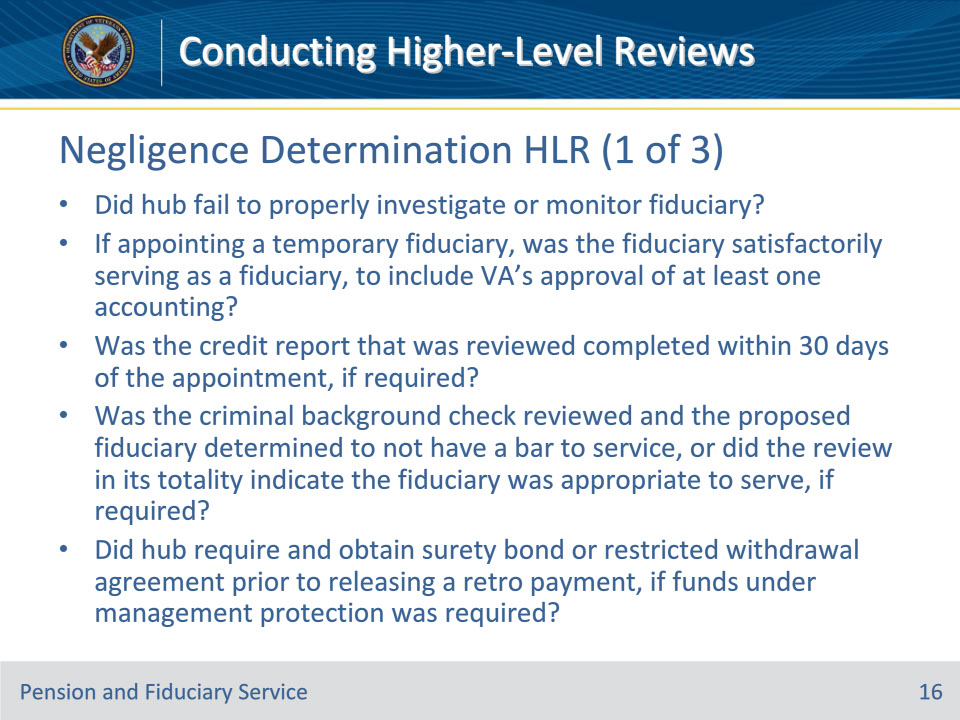 Conducting Higher-Level Reviews
Negligence Determination HLR (1 of 3)
• Did hub fail to properly investigate or monitor fiduciary?
• If appointing a temporary fiduciary, was the fiduciary satisfactorily
serving as a fiduciary, to include VA’s approval of at least one
accounting?
• Was the credit report that was reviewed completed within 30 days
of the appointment, if required?
• Was the criminal background check reviewed and the proposed
fiduciary determined to not have a bar to service, or did the review
in its totality indicate the fiduciary was appropriate to serve, if
required?
• Did hub require and obtain surety bond or restricted withdrawal
agreement prior to releasing a retro payment, if funds under
management protection was required?
Pension and Fiduciary Service
16